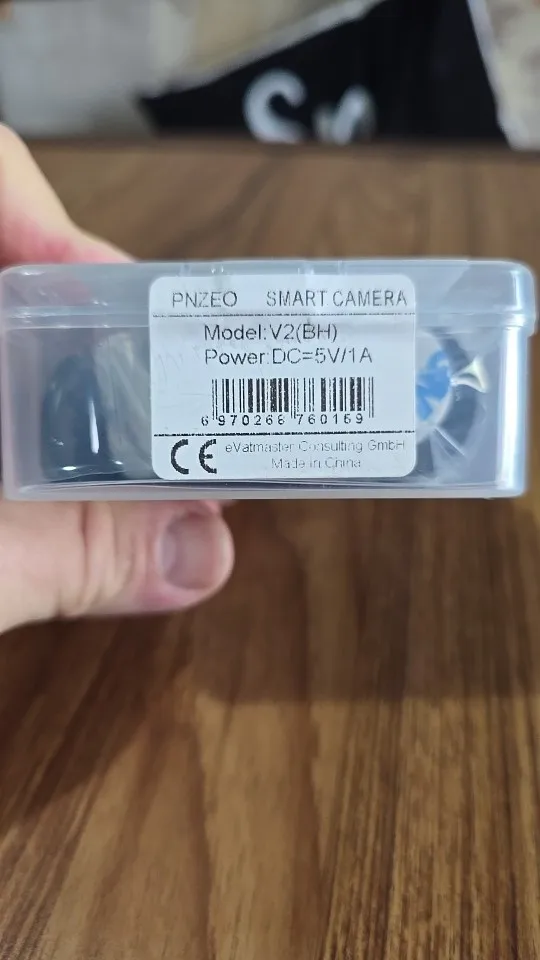 PNZEO SMART CAMERA
Model:V2(BH)
Power:DC=5V/1A
6 970268 760159
CE eVatmaster Consulting GmbH
Made in China